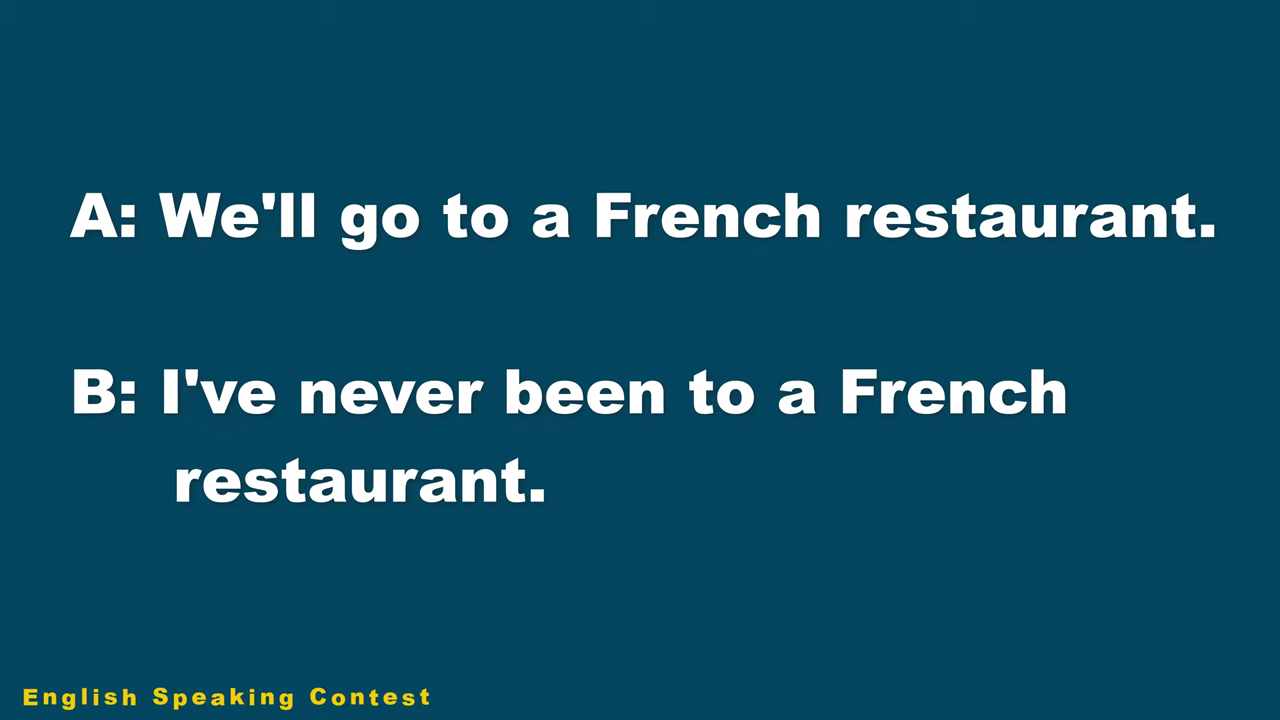 A: We'll go to a French restaurant.
B: I've never been to a French
restaurant.
English Speaking Contest